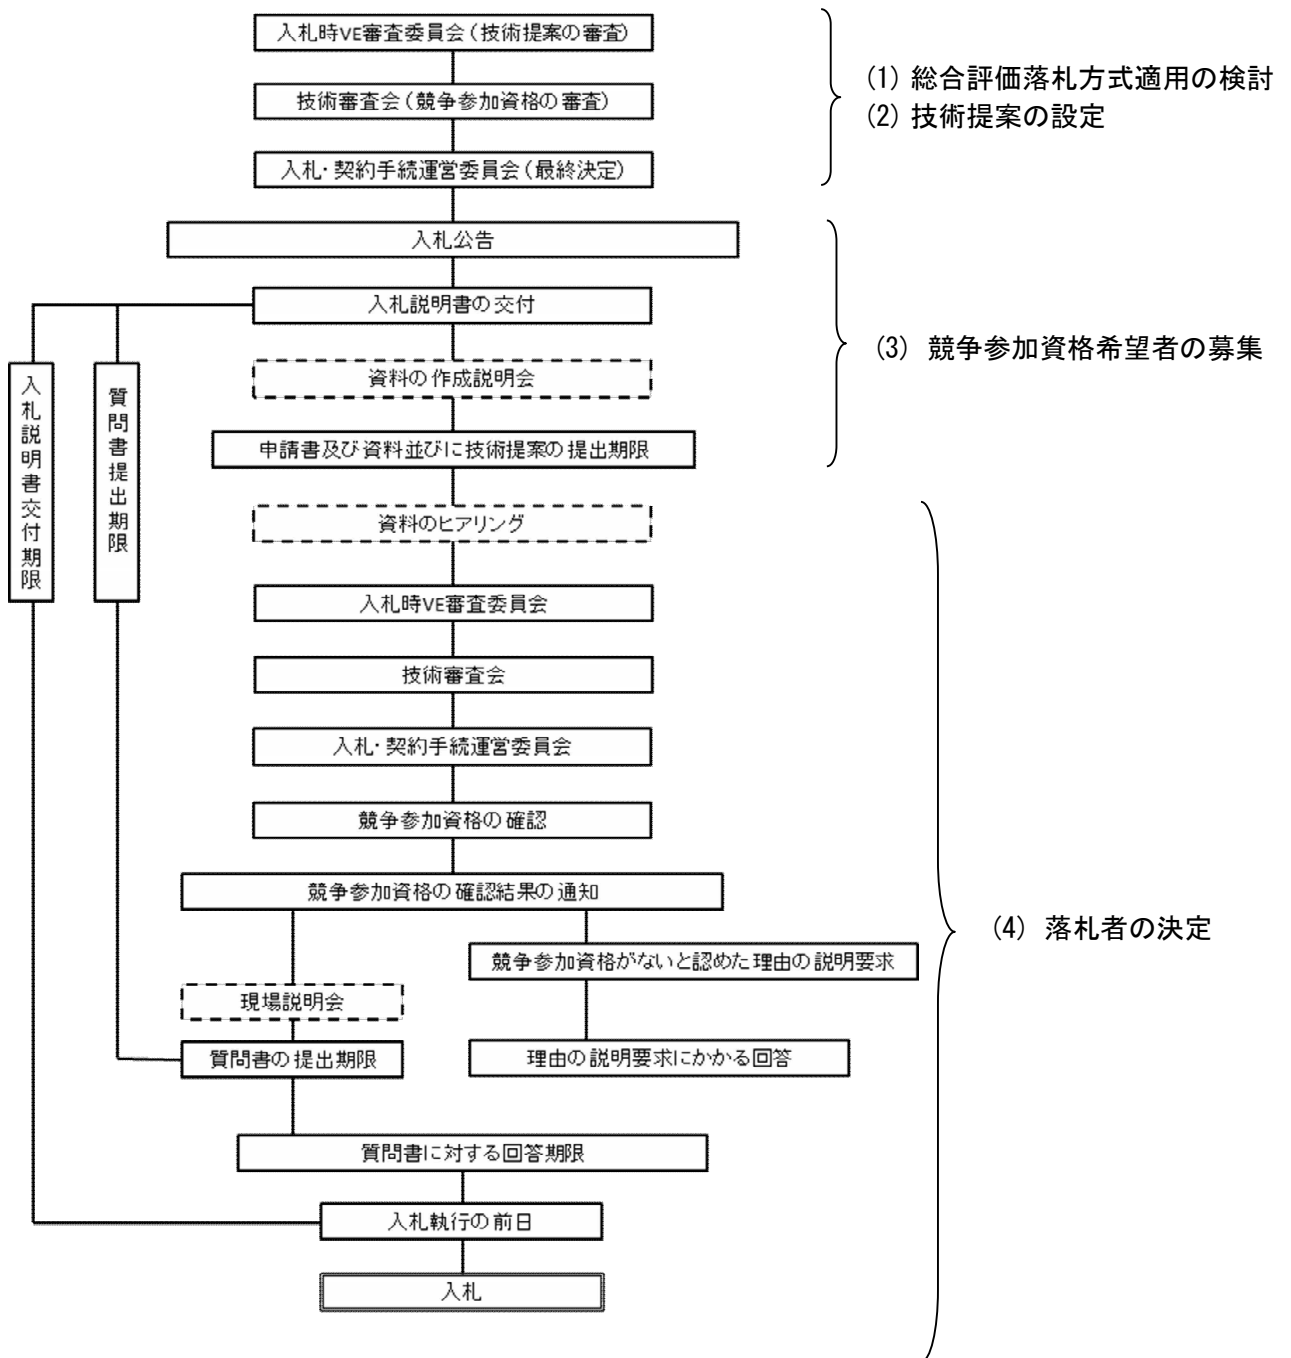 入札時VE審査委員会(技術提案の審査)
技術審査会(競争参加資格の審査)
入札・契約手続運営委員会(最終決定)
(1) 総合評価落札方式適用の検討
(2) 技術提案の設定
入札公告
入札説明書の交付
資料の作成説明会
申請書及び資料並びに技術提案の提出期限
(3) 競争参加資格希望者の募集
入札説明書交付期限
質問書提出期限
資料のヒアリング
入札時VE審査委員会
技術審査会
入札・契約手続運営委員会
競争参加資格の確認
競争参加資格の確認結果の通知
競争参加資格がないと認めた理由の説明要求
現場説明会
質問書の提出期限
理由の説明要求にかかる回答
質問書に対する回答期限
入札執行の前日
入札
(4) 落札者の決定